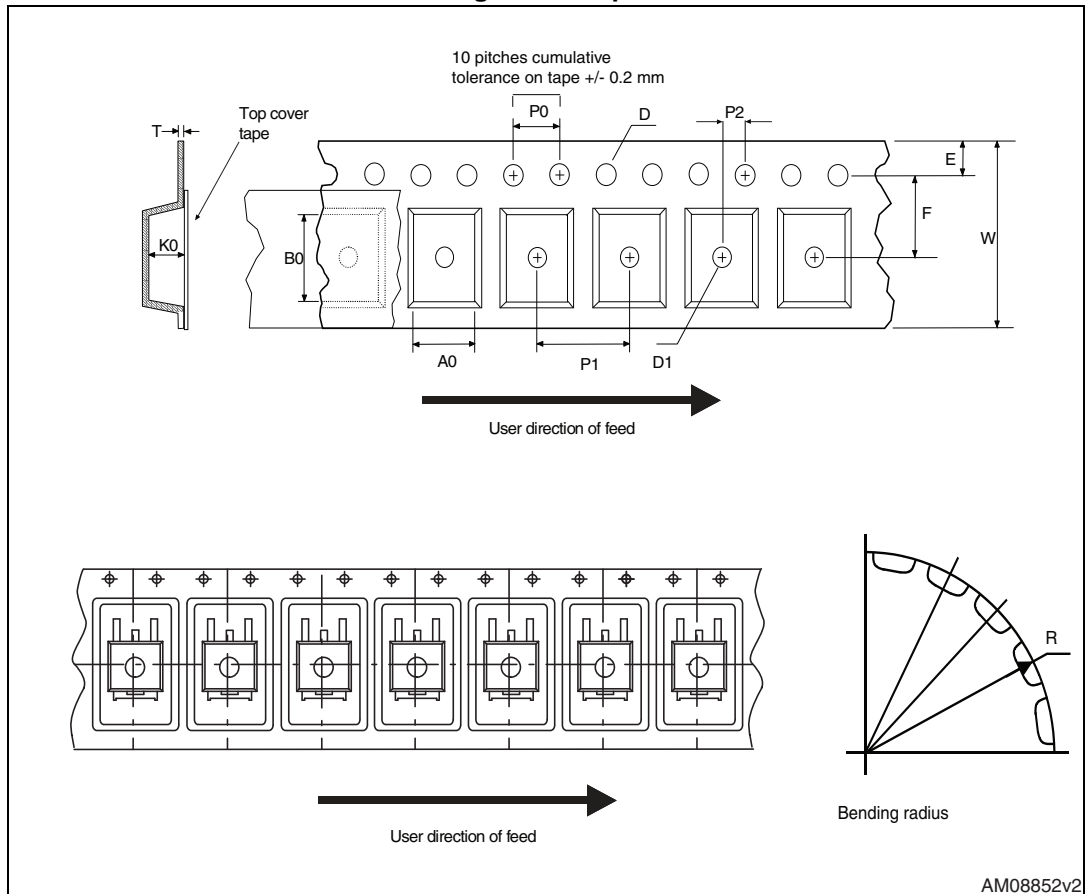 10 pitches cumulative
tolerance on tape +/- 0.2 mm
Top cover
tape
T
P0
D
P2
E
F
W
K0
B0
A0
P1
D1
User direction of feed
R
Bending radius
User direction of feed
AM08852v2